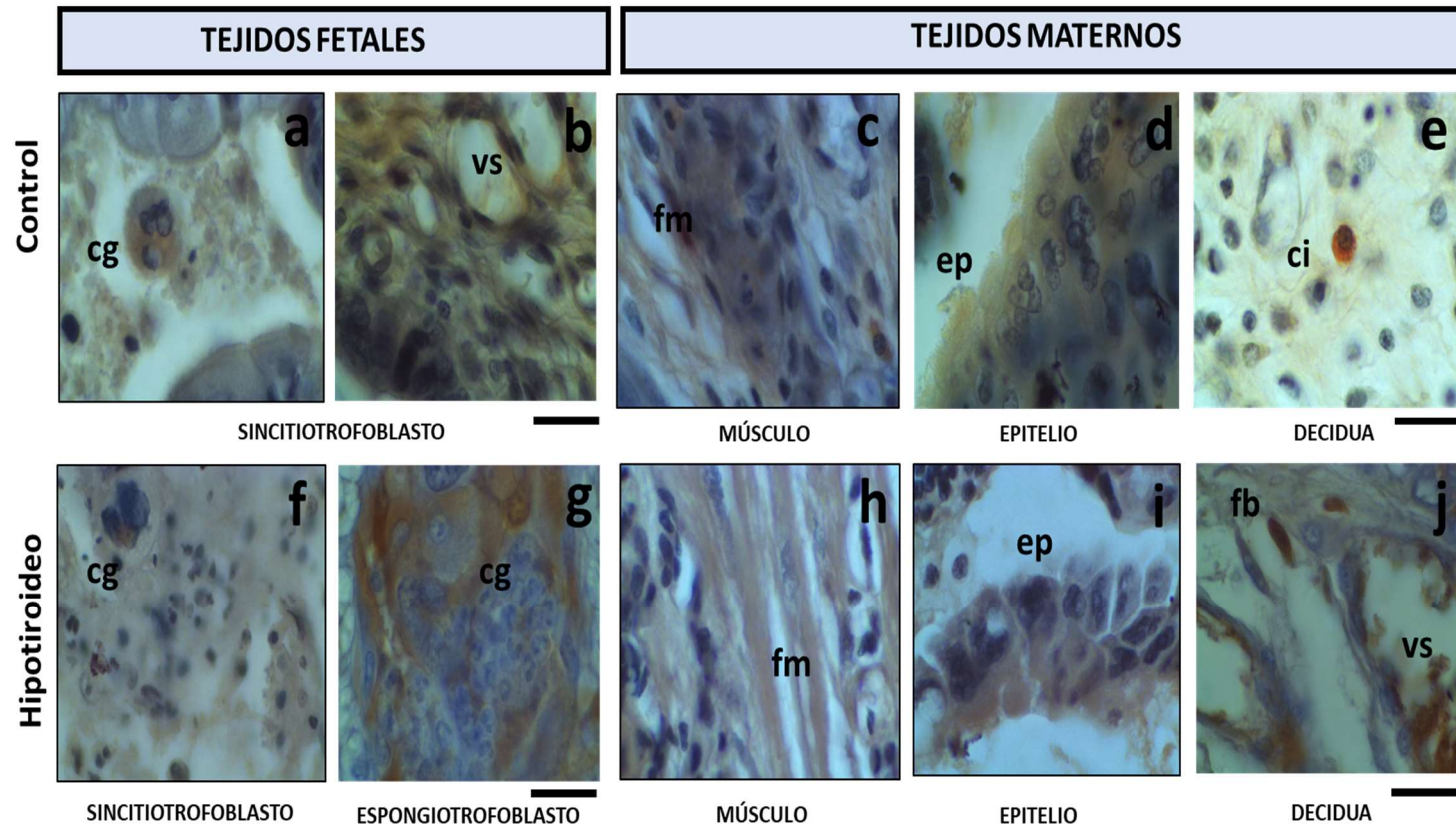 TEJIDOS FETALES
TEJIDOS MATERNOS
Control
a
cg
b
vs
c
fm
d
ep
e
ci
SINCITIOTROFOBLASTO
MÚSCULO
EPITELIO
DECIDUA
Hipotiroideo
f
cg
g
cg
h
fm
i
ep
j
fb
vs
SINCITIOTROFOBLASTO
ESPONGIOTROFOBLASTO
MÚSCULO
EPITELIO
DECIDUA